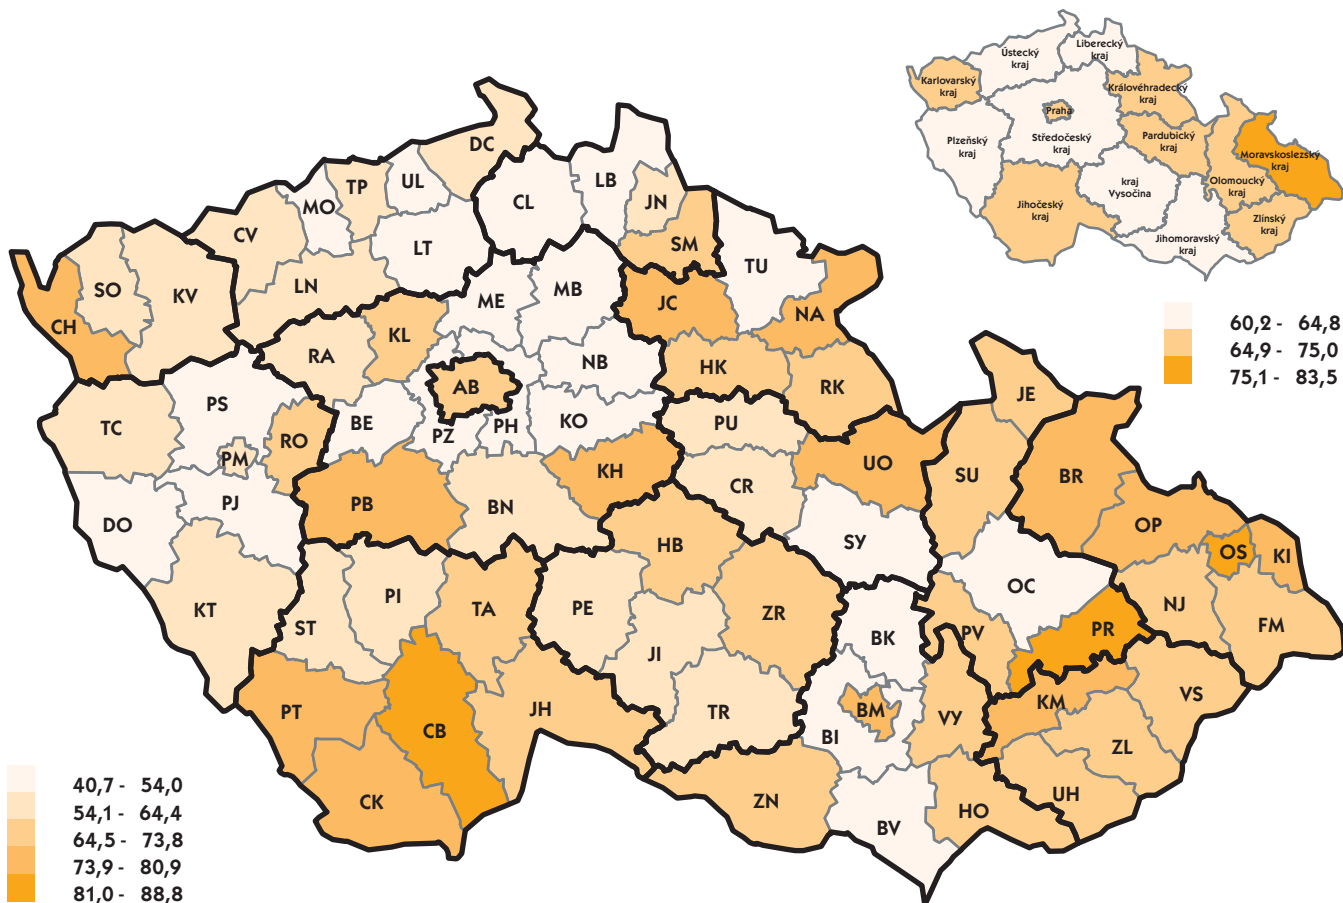 Ústecký
kraj
Liberecký
kraj
Karlovarský
kraj
Královéhradecký
kraj
Praha
Plzeňský
kraj
Středočeský
kraj
Pardubický
kraj
Moravskoslezský
kraj
kraj
Vysočina
Olomoucký
kraj
Jihočeský
kraj
Zlínský
kraj
Jihomoravský
kraj
60,2 - 64,8
64,9 - 75,0
75,1 - 83,5
DC
TP
UL
LB
MO
CL
JN
CV
LT
SM
TU
SO
KV
LN
ME
MB
CH
KL
JC
NA
RA
NB
HK
RK
AB
PS
BE
PZ
PH
KO
PU
JE
TC
RO
PM
KH
UO
SU
BR
DO
PJ
PB
BN
CR
OP
HB
SY
OS
KI
KT
PI
ST
TA
PE
ZR
OC
NJ
BK
PV
PR
FM
JI
PT
CB
JH
TR
BI
BM
VY
KM
VS
ZL
CK
ZN
BV
HO
UH
40,7 - 54,0
54,1 - 64,4
64,5 - 73,8
73,9 - 80,9
81,0 - 88,8